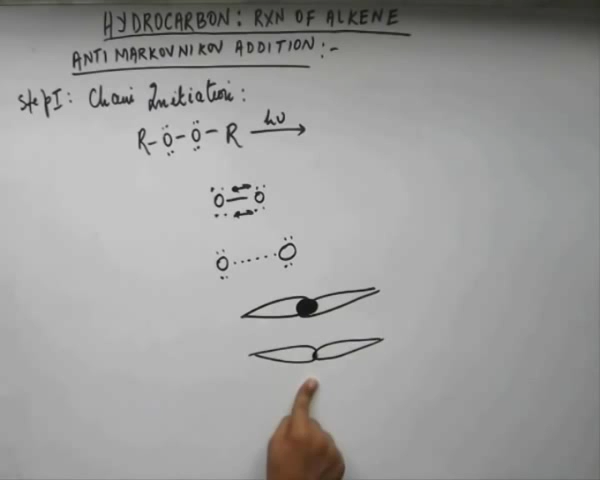 HYDROCARBON: RXN OF ALKENE
ANTI MARKOVNIKOV ADDITION:-
Step I: Chain Initiation:
R-Ö-Ö-R hν
O-O
O......O